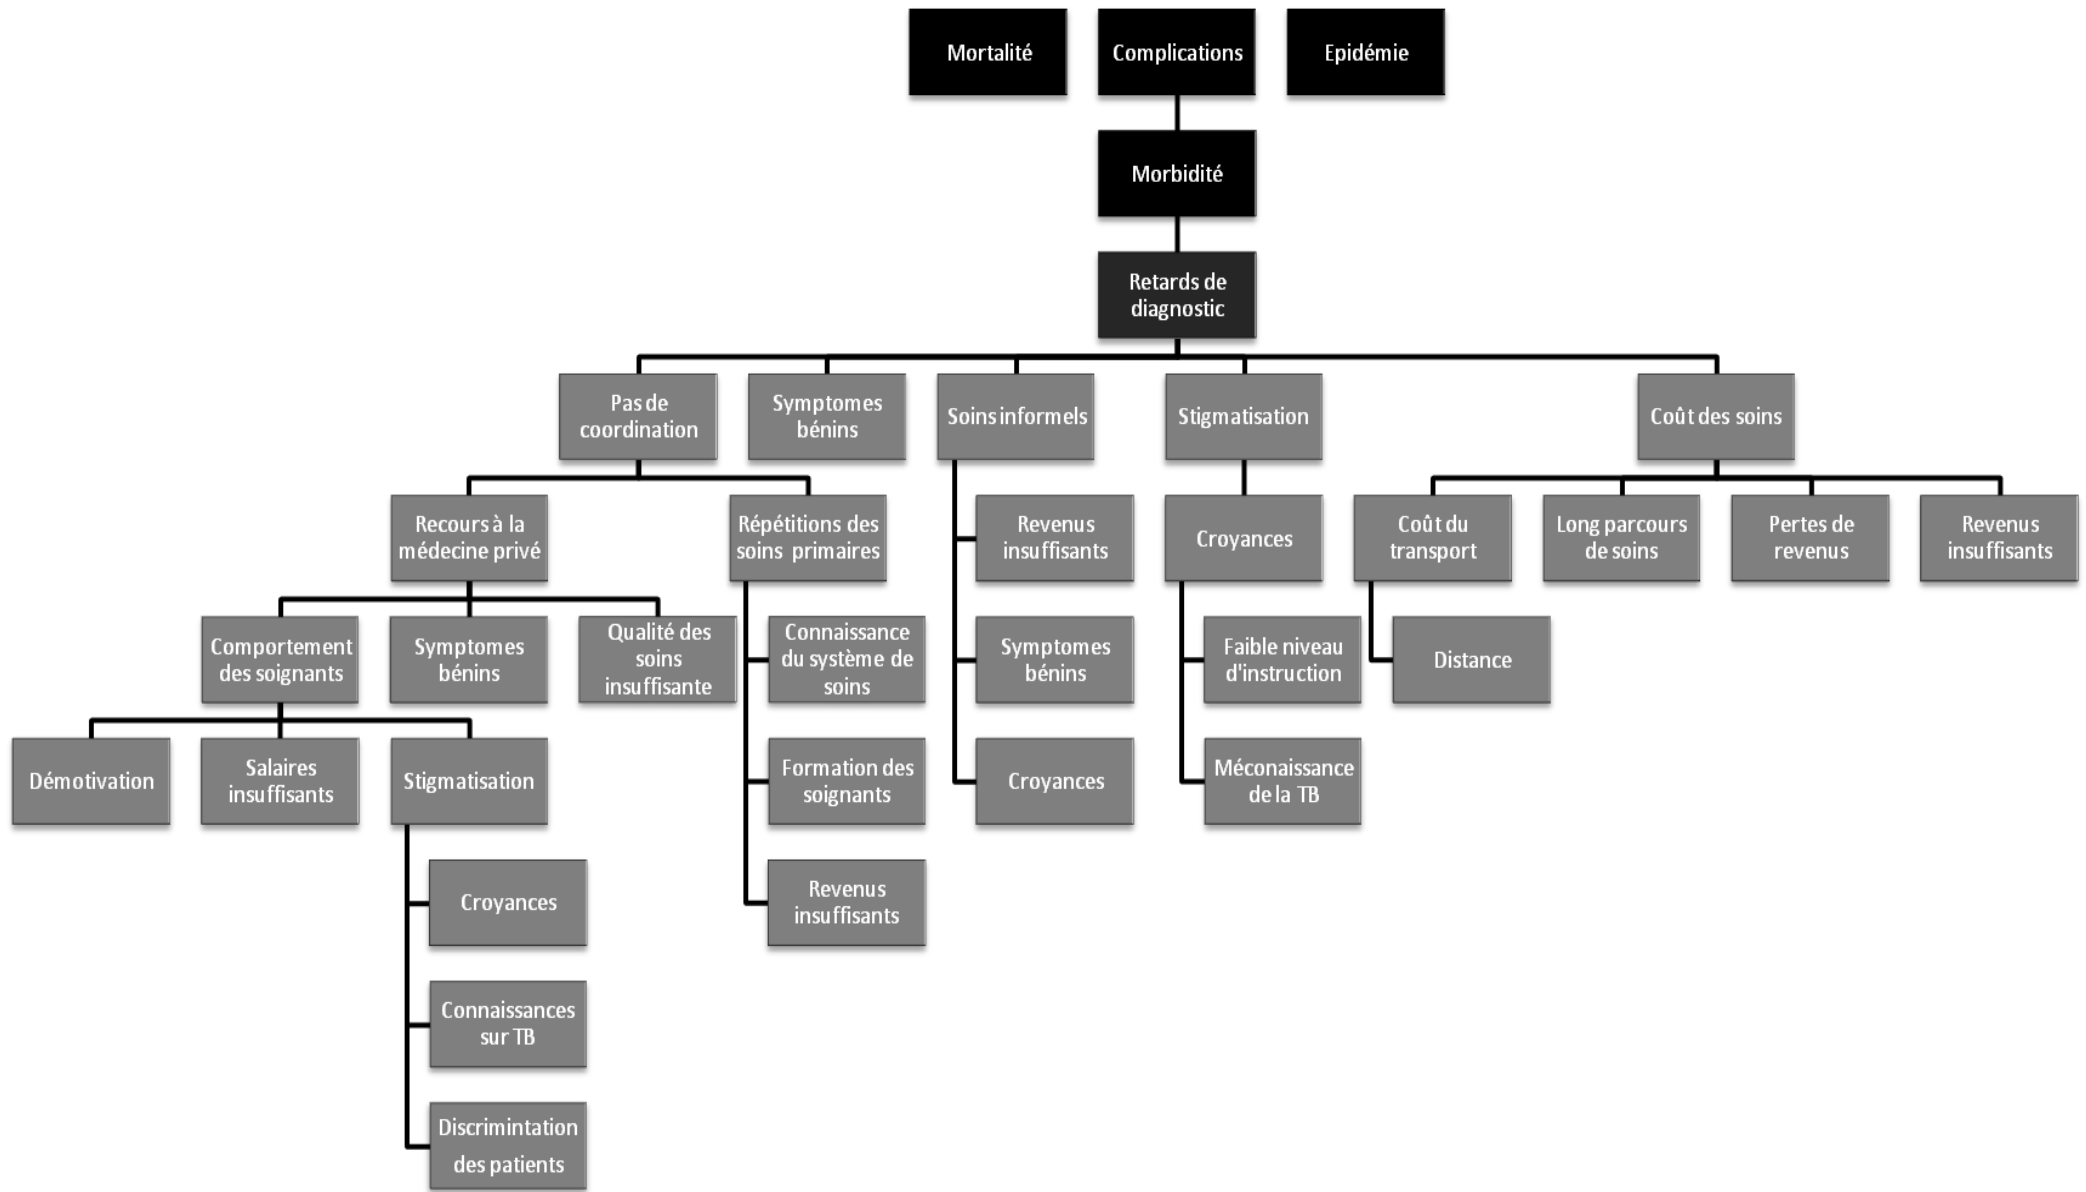 Mortalité
Complications
Epidémie
Morbidité
Retards de
diagnostic
Pas de
coordination
Symptomes
bénins
Soins informels
Stigmatisation
Coût des soins
Recours à la
médecine privé
Répétitions des
soins primaires
Revenus
insuffisants
Croyances
Coût du
transport
Long parcours
de soins
Pertes de
revenus
Revenus
insuffisants
Comportement
des soignants
Symptomes
bénins
Qualité des
soins
insuffisante
Connaissance
du système de
soins
Symptomes
bénins
Faible niveau
d'instruction
Distance
Démotivation
Salaires
insuffisants
Stigmatisation
Formation des
soignants
Croyances
Méconaissance
de la TB
Croyances
Revenus
insuffisants
Connaissances
sur TB
Discrimintation
des patients